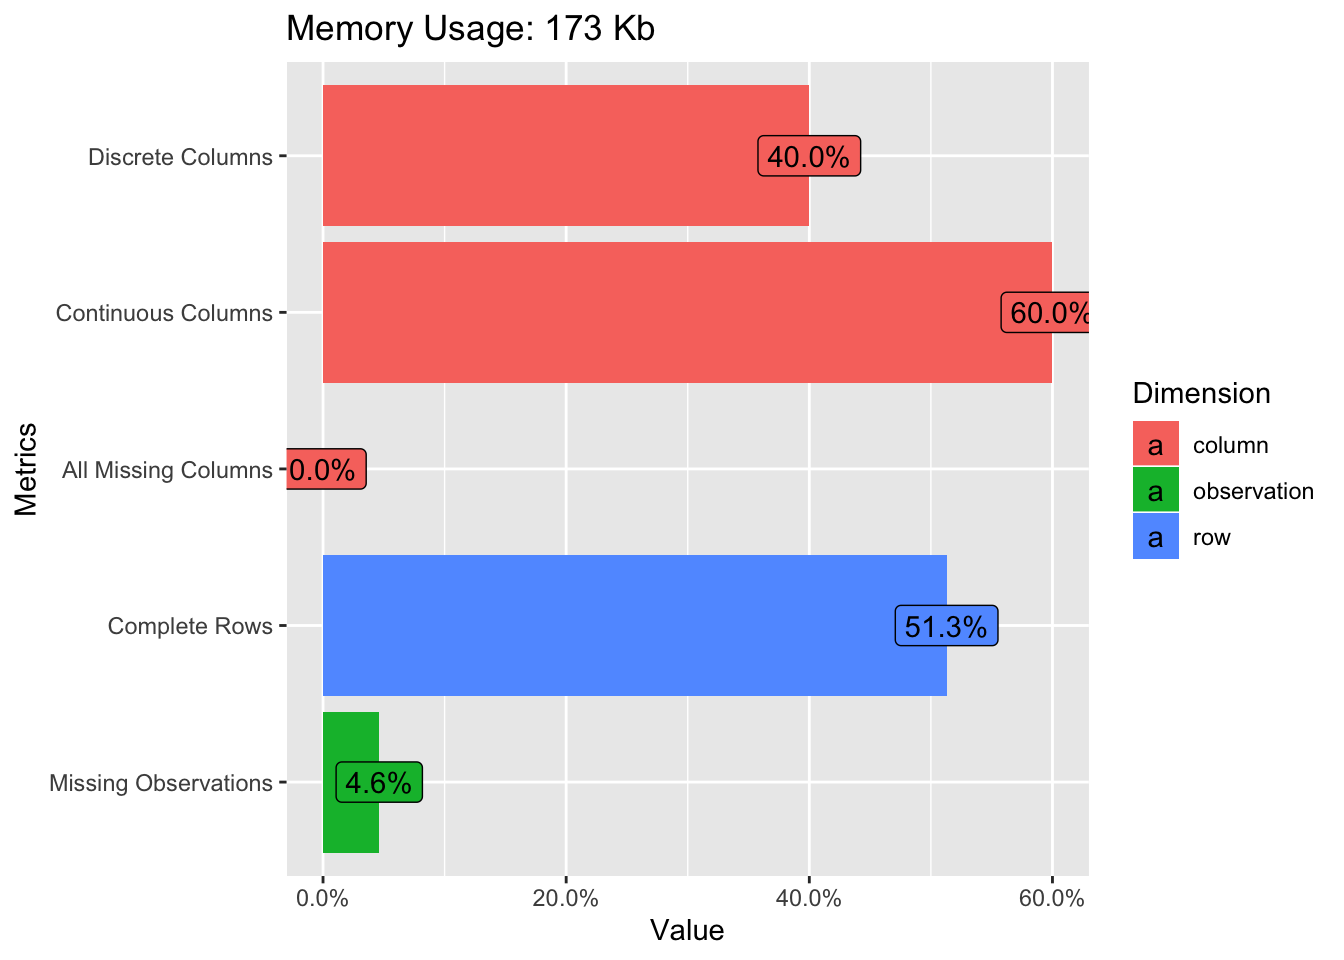 Memory Usage: 173 Kb
Discrete Columns
40.0%
Continuous Columns
60.0%
All Missing Columns
0.0%
Complete Rows
51.3%
Missing Observations
4.6%
Metrics
0.0%
20.0%
40.0%
60.0%
Value
Dimension
a column
a observation
a row